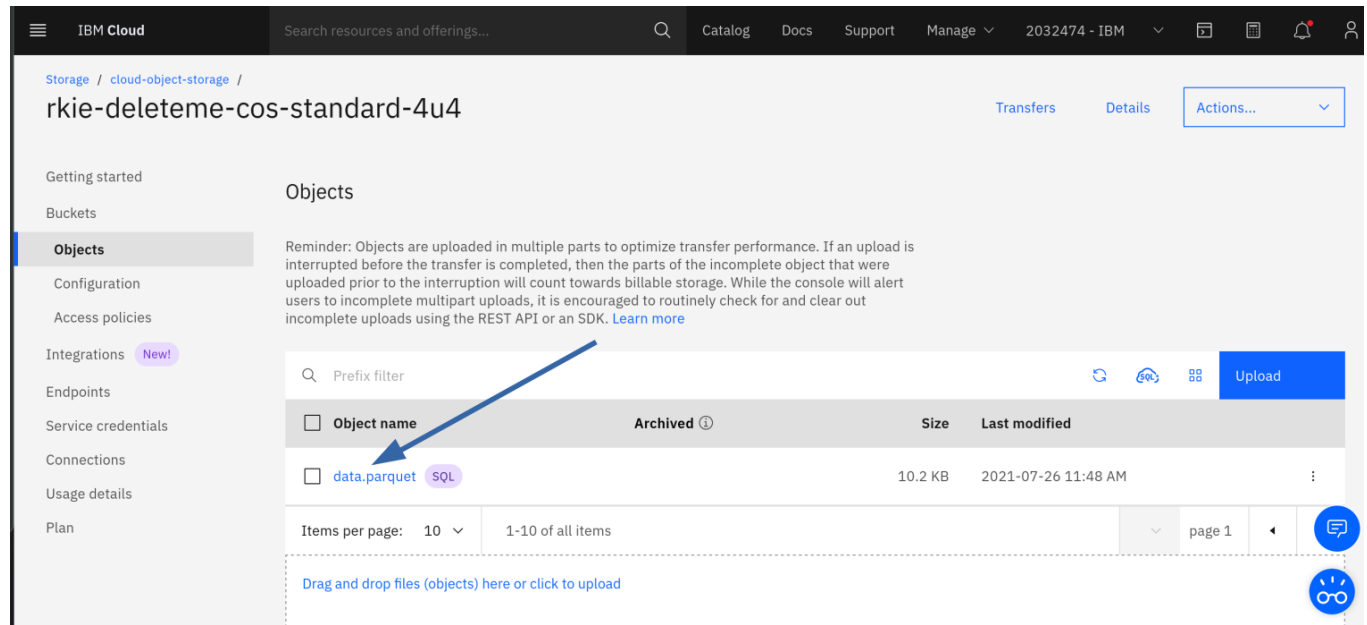 IBM Cloud
Search resources and offerings...
Catalog
Docs
Support
Manage
2032474 - IBM
Storage / cloud-object-storage /
rkie-deleteme-cos-standard-4u4
Transfers
Details
Actions...
Getting started
Buckets
Objects
Configuration
Access policies
Integrations New!
Endpoints
Service credentials
Connections
Usage details
Plan
Objects
Reminder: Objects are uploaded in multiple parts to optimize transfer performance. If an upload is
interrupted before the transfer is completed, then the parts of the incomplete object that were
uploaded prior to the interruption will count towards billable storage. While the console will alert
users to incomplete multipart uploads, it is encouraged to routinely check for and clear out
incomplete uploads using the REST API or an SDK. Learn more
Prefix filter
SQL
Upload
Object name
Archived
Size
Last modified
data.parquet SQL
10.2 KB
2021-07-26 11:48 AM
Items per page: 10
1-10 of all items
page 1
Drag and drop files (objects) here or click to upload